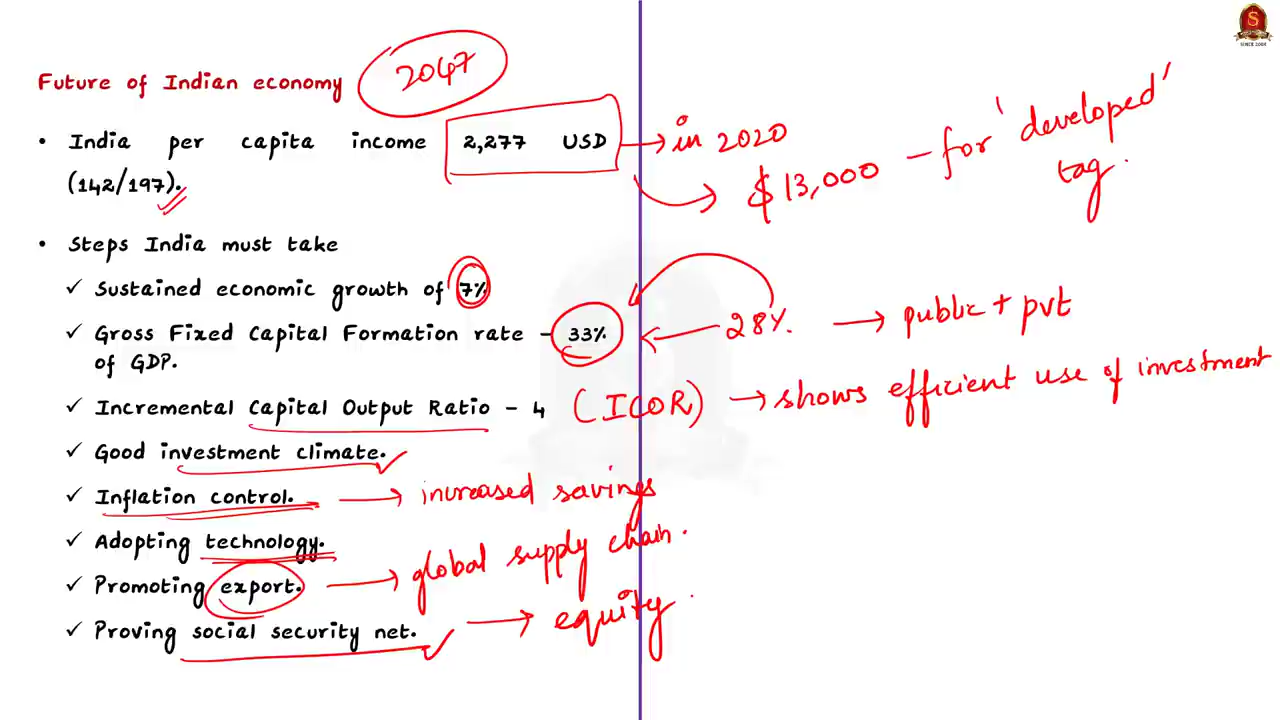 Future of Indian economy 2047
• India per capita income 2,277 USD → in 2020
(142/197).
→ $13,000 – for 'developed' tag.
• Steps India must take
✓ Sustained economic growth of 7%
✓ Gross Fixed Capital Formation rate – 33% ← 28%. → public + pvt
of GDP.
✓ Incremental Capital Output Ratio - 4 (ICOR) → shows efficient use of investment
✓ Good investment climate.
✓ Inflation control. → increased savings
✓ Adopting technology.
✓ Promoting export. → global supply chain.
✓ Proving social security net. → equity.
S
SINCE 2004